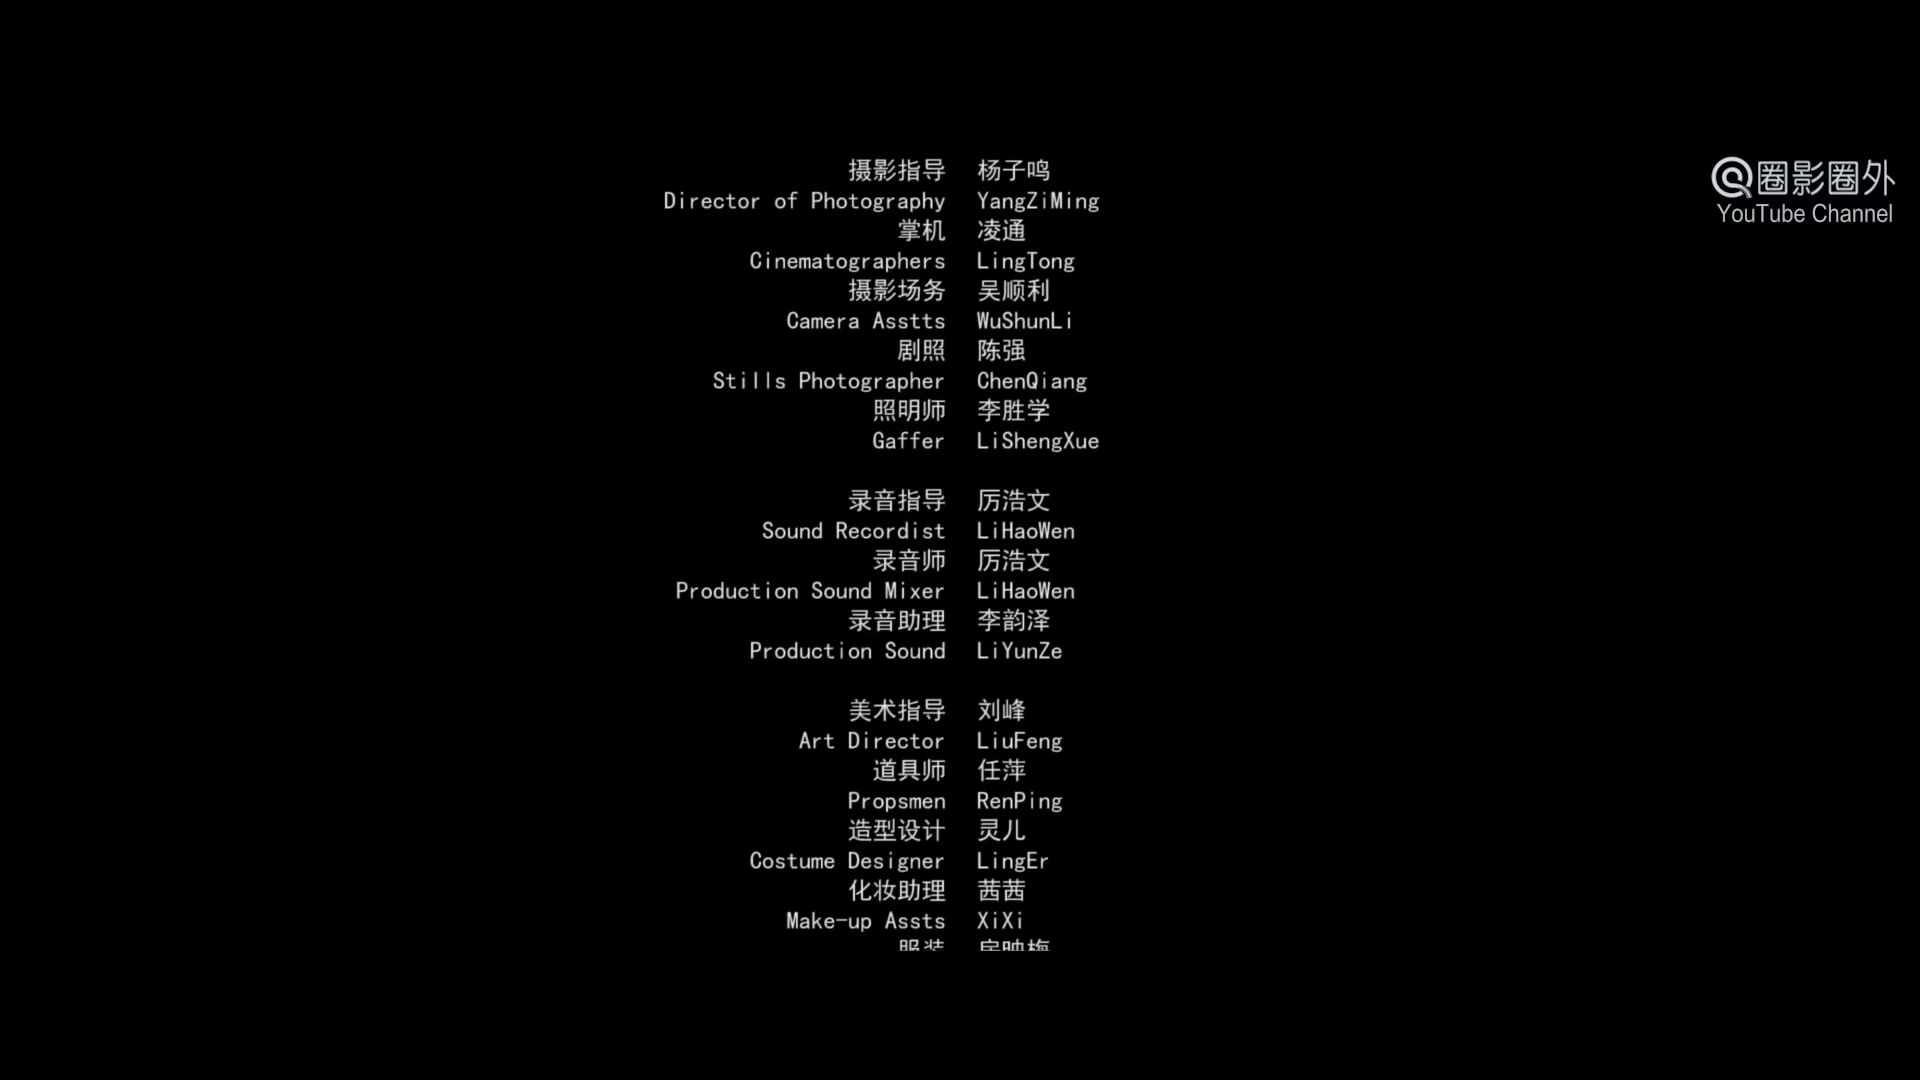 摄影指导 杨子鸣
Director of Photography YangZiMing
掌机 凌通
Cinematographers LingTong
摄影场务 吴顺利
Camera Asstts WuShunLi
剧照 陈强
Stills Photographer ChenQiang
照明师 李胜学
Gaffer LiShengXue
录音指导 厉浩文
Sound Recordist LiHaoWen
录音师 厉浩文
Production Sound Mixer LiHaoWen
录音助理 李韵泽
Production Sound LiYunZe
美术指导 刘峰
Art Director LiuFeng
道具师 任萍
Propsmen RenPing
造型设计 灵儿
Costume Designer LingEr
化妆助理 茜茜
Make-up Assts XiXi
服装
圈影圈外
YouTube Channel